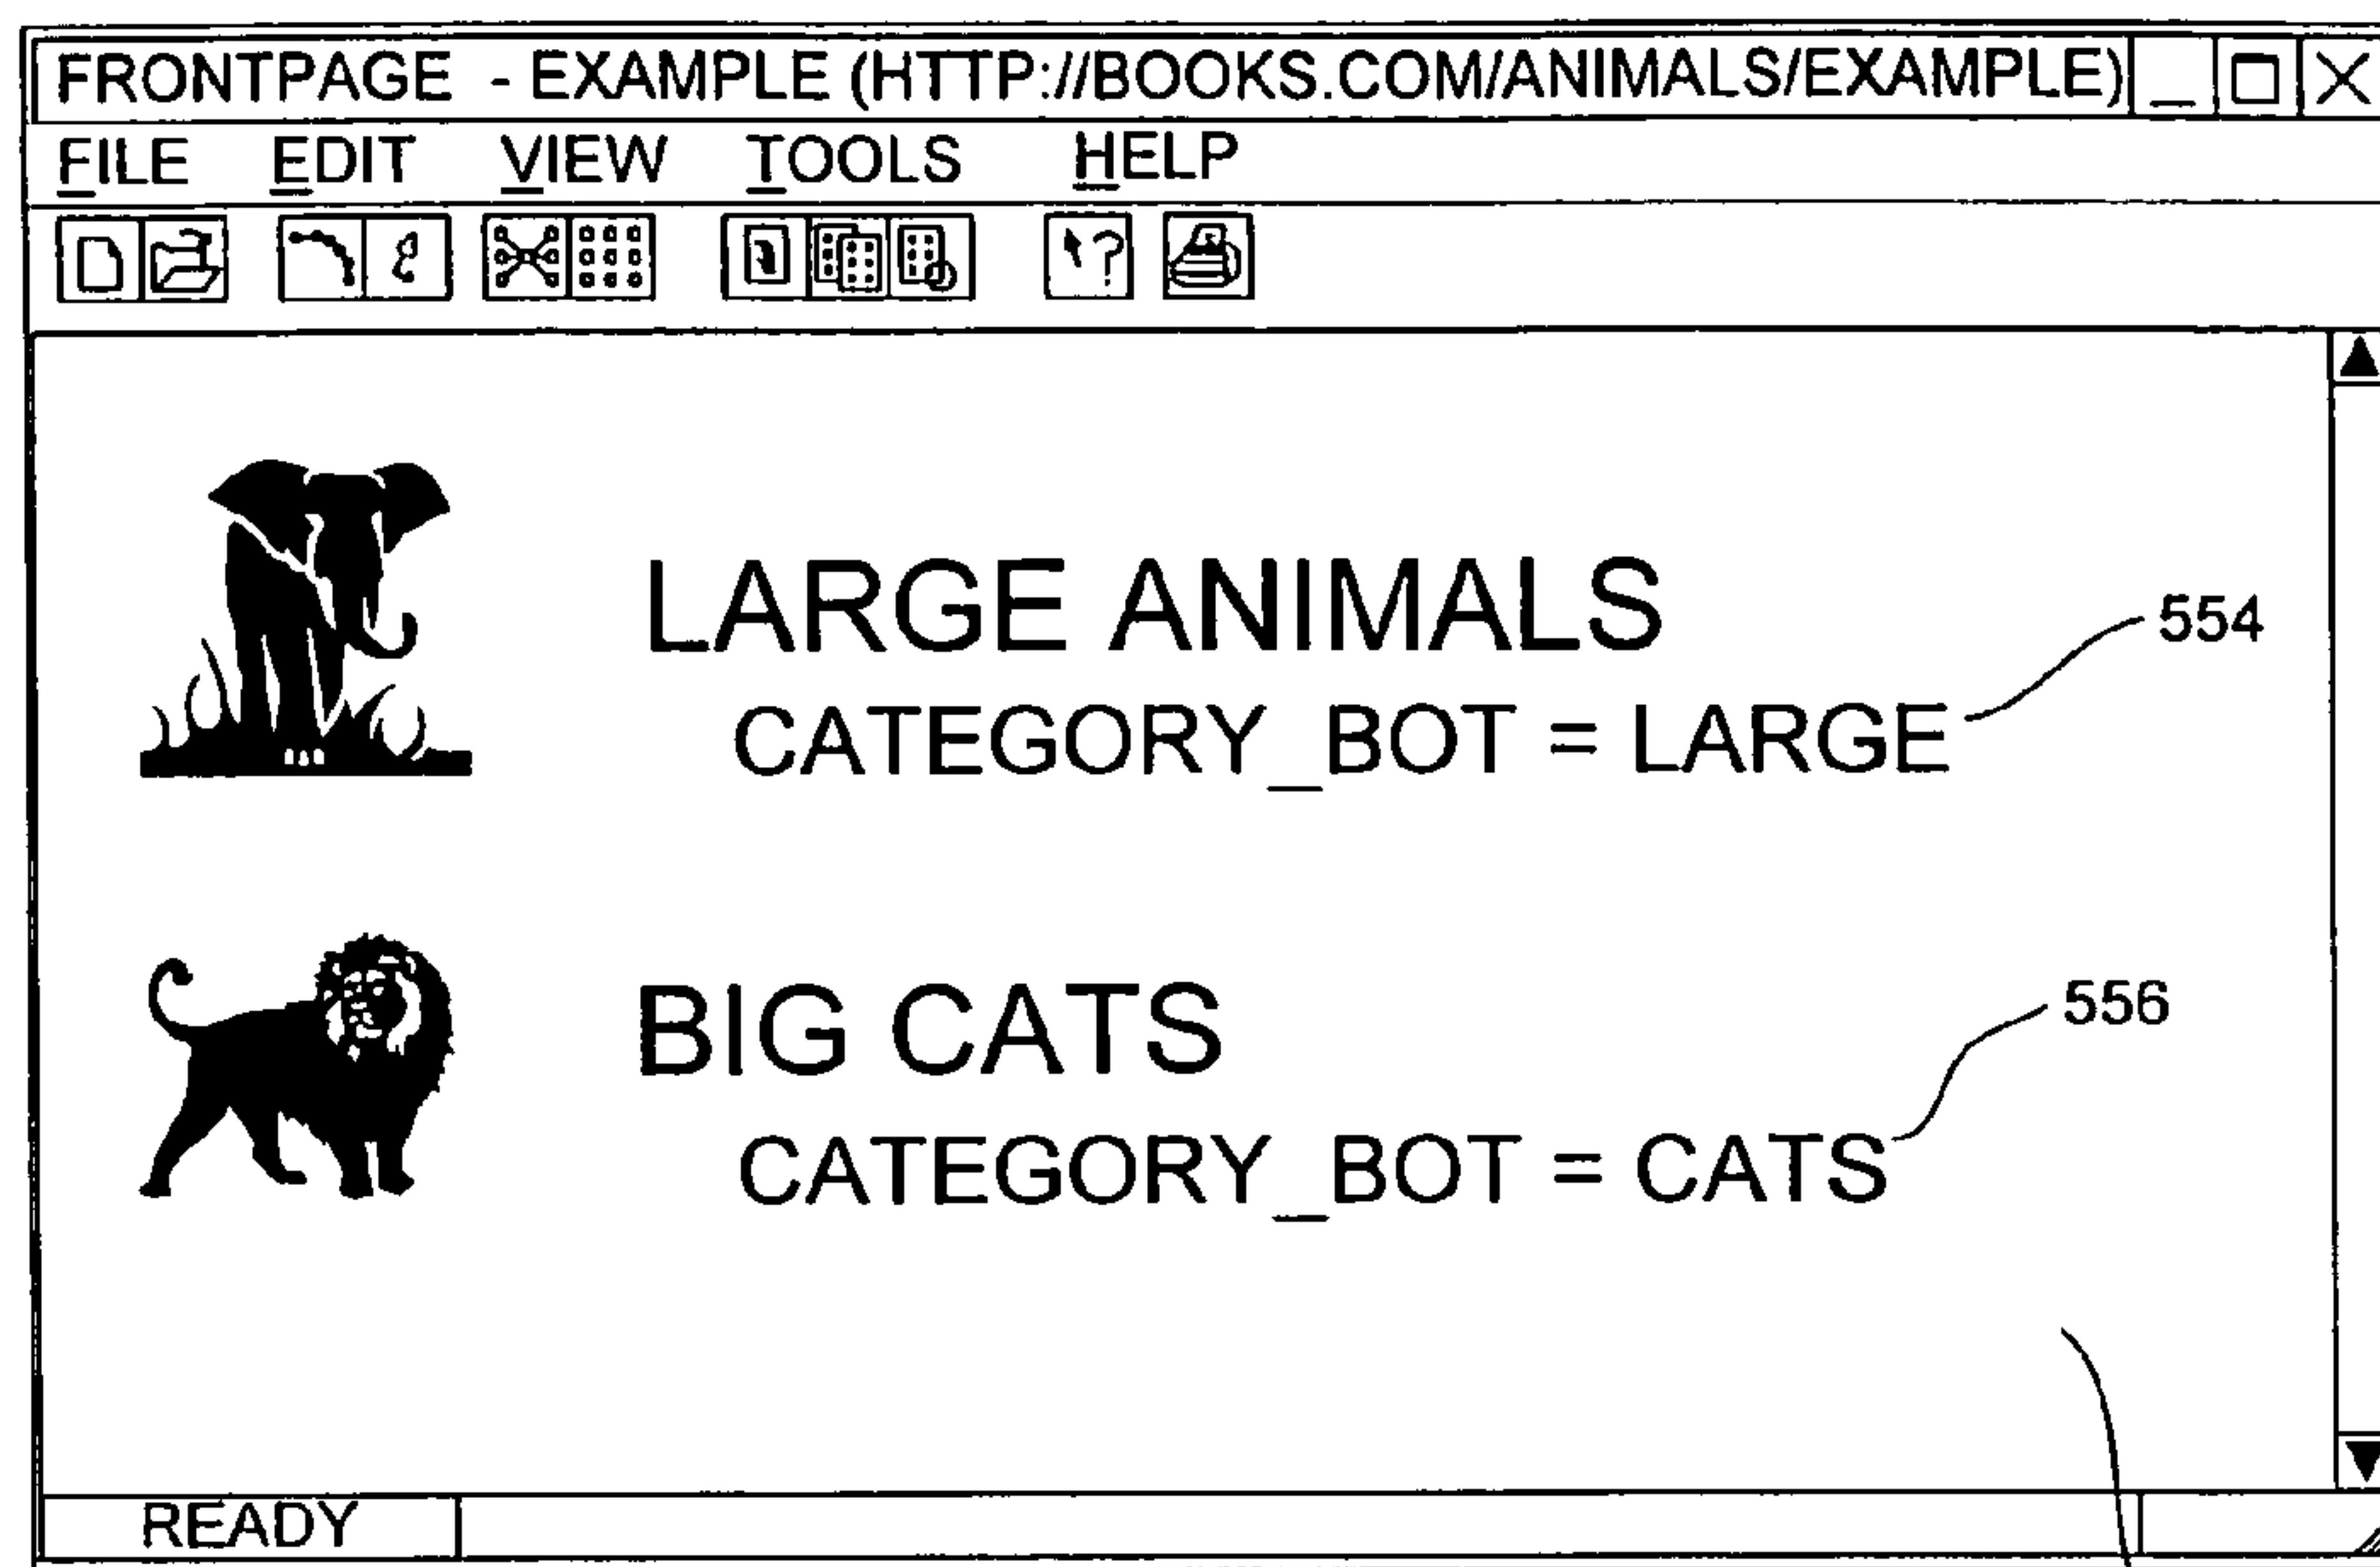 FRONTPAGE - EXAMPLE (HTTP://BOOKS.COM/ANIMALS/EXAMPLE)
FILE EDIT VIEW TOOLS HELP
?
LARGE ANIMALS
554
CATEGORY_BOT = LARGE
BIG CATS
556
CATEGORY_BOT = CATS
READY